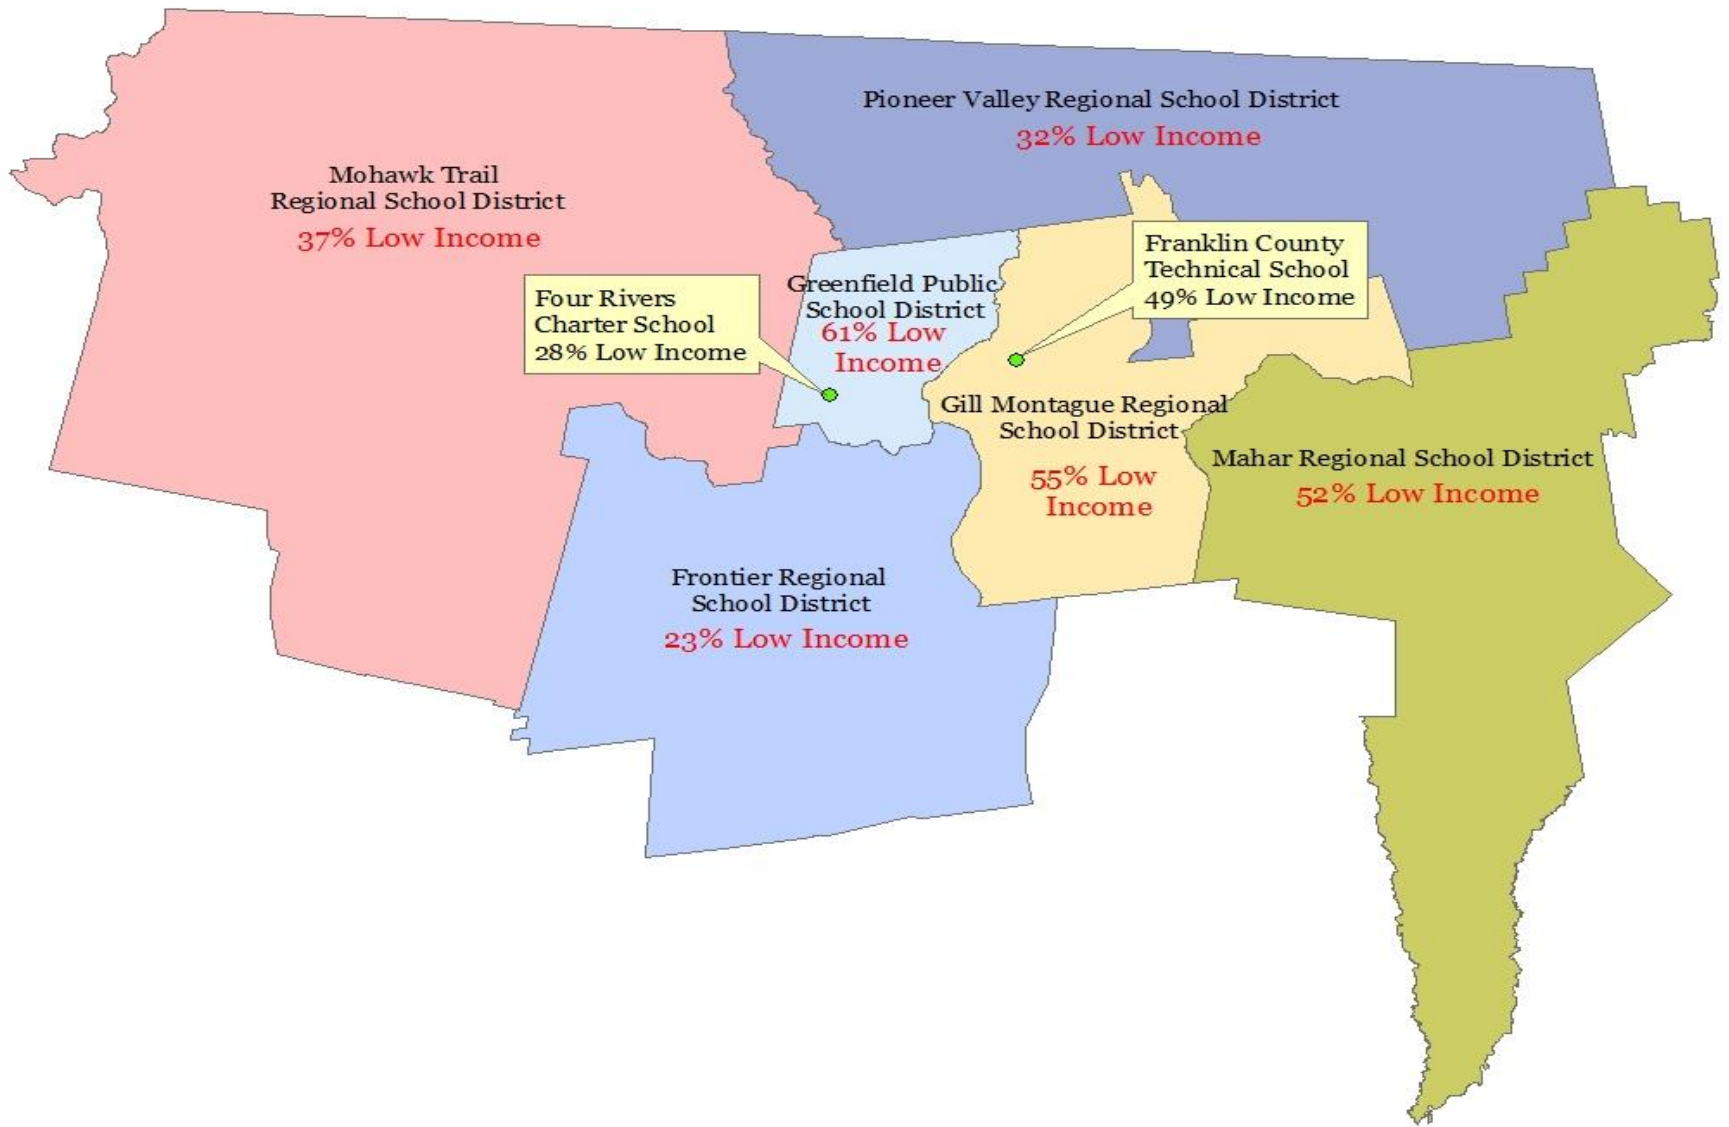 Pioneer Valley Regional School District
32% Low Income
Mohawk Trail
Regional School District
37% Low Income
Franklin County
Technical School
49% Low Income
Four Rivers
Charter School
28% Low Income
Greenfield Public
School District
61% Low
Income
Gill Montague Regional
School District
55% Low
Income
Mahar Regional School District
52% Low Income
Frontier Regional
School District
23% Low Income